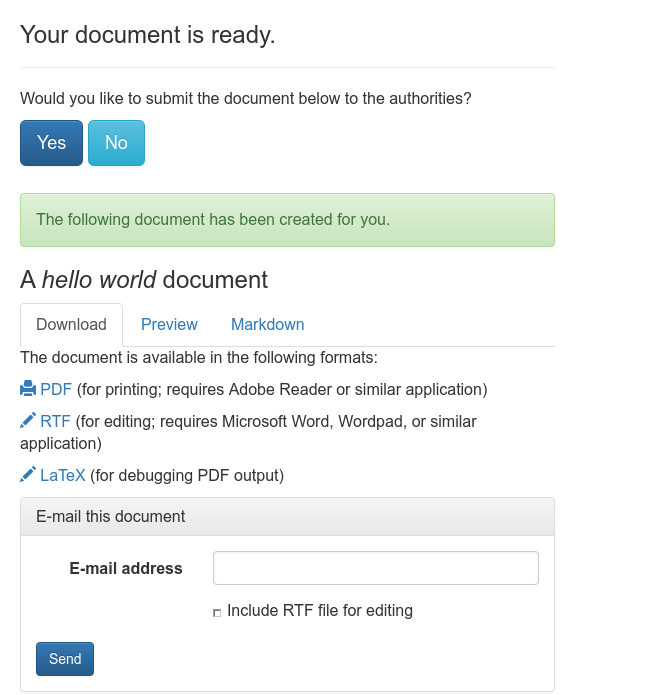 Your document is ready.
Would you like to submit the document below to the authorities?
Yes No
The following document has been created for you.
A hello world document
Download Preview Markdown
The document is available in the following formats:
PDF (for printing; requires Adobe Reader or similar application)
RTF (for editing; requires Microsoft Word, Wordpad, or similar
application)
LaTeX (for debugging PDF output)
E-mail this document
E-mail address
Include RTF file for editing
Send